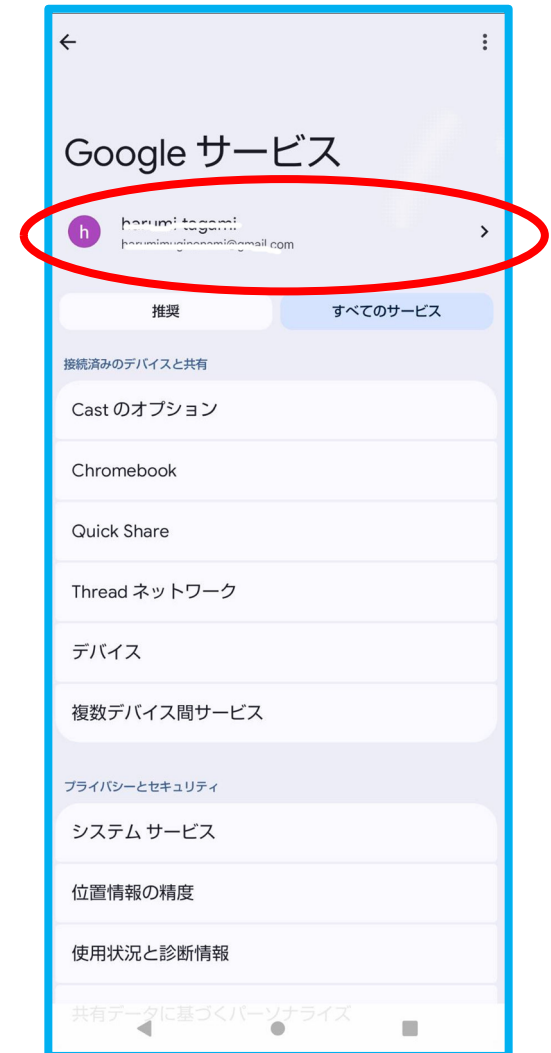 Google サービス
h
@gmail.com
推奨
すべてのサービス
接続済みのデバイスと共有
Cast のオプション
Chromebook
Quick Share
Thread ネットワーク
デバイス
複数デバイス間サービス
プライバシーとセキュリティ
システム サービス
位置情報の精度
使用状況と診断情報
共有データに基づくパーソナライズ